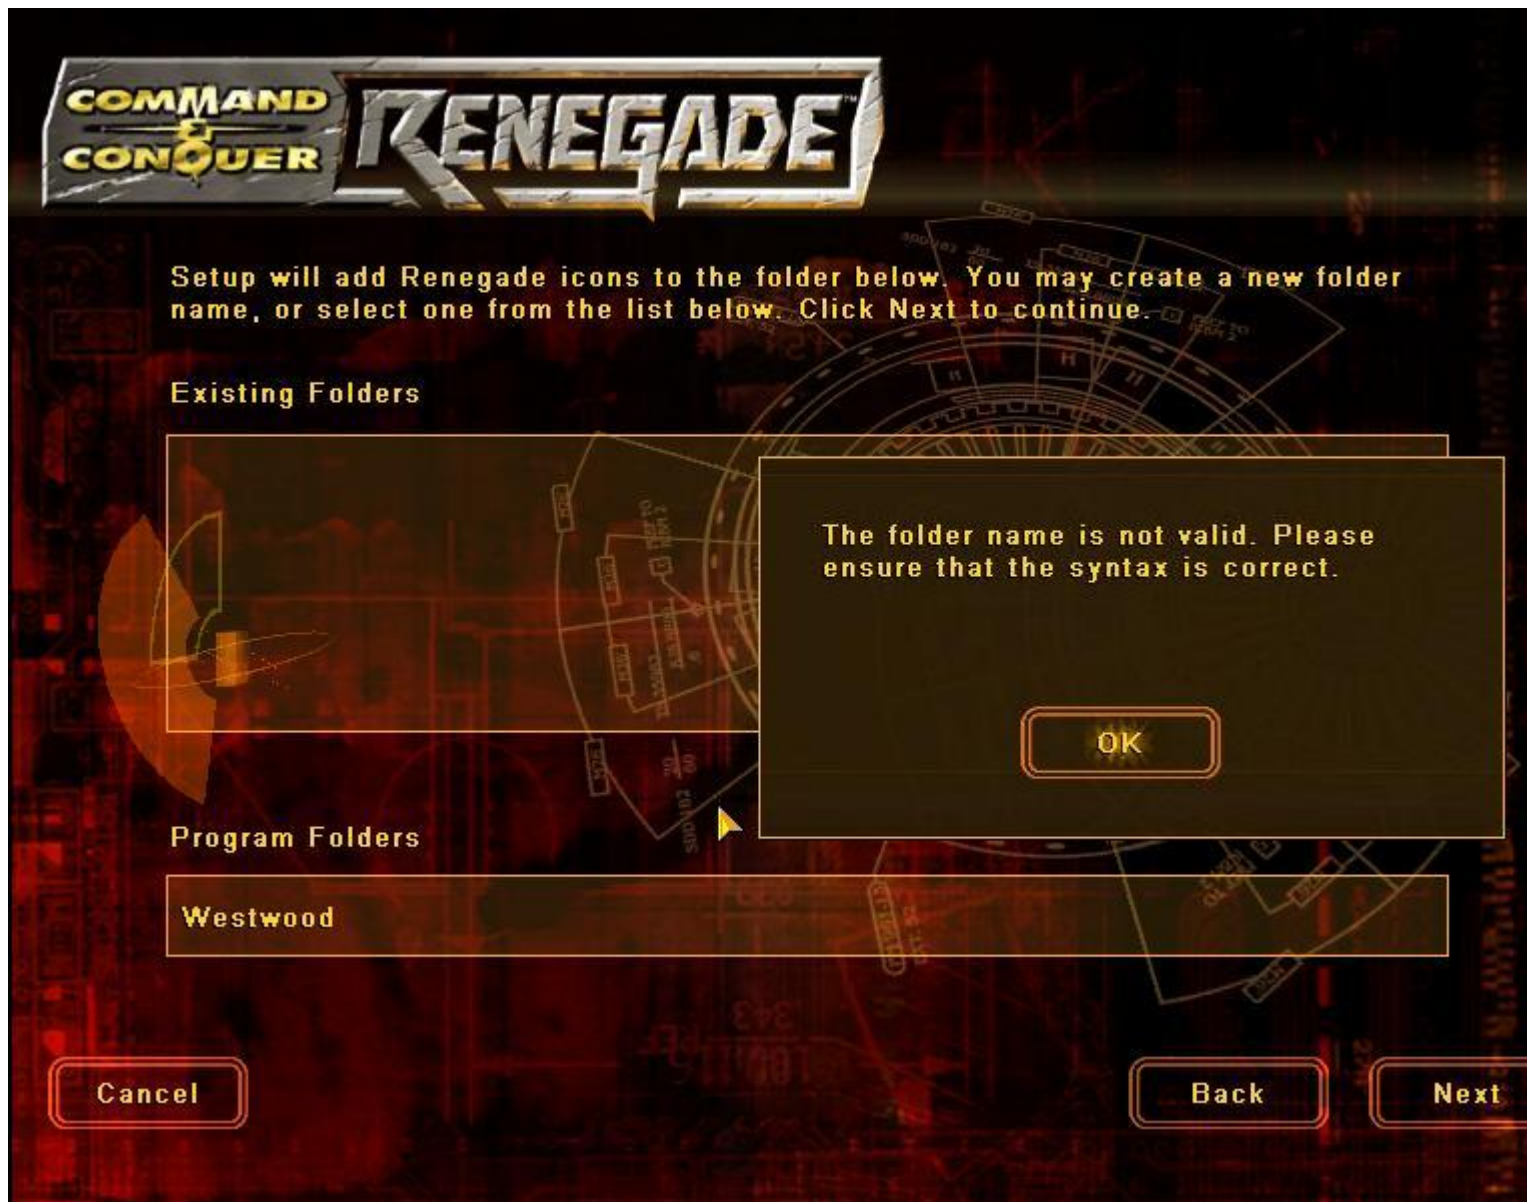 COMMAND
&
CONQUER
RENEGADE™
Setup will add Renegade icons to the folder below. You may create a new folder
name, or select one from the list below. Click Next to continue.
Existing Folders
The folder name is not valid. Please
ensure that the syntax is correct.
OK
Program Folders
Westwood
343
Cancel
Back
Next